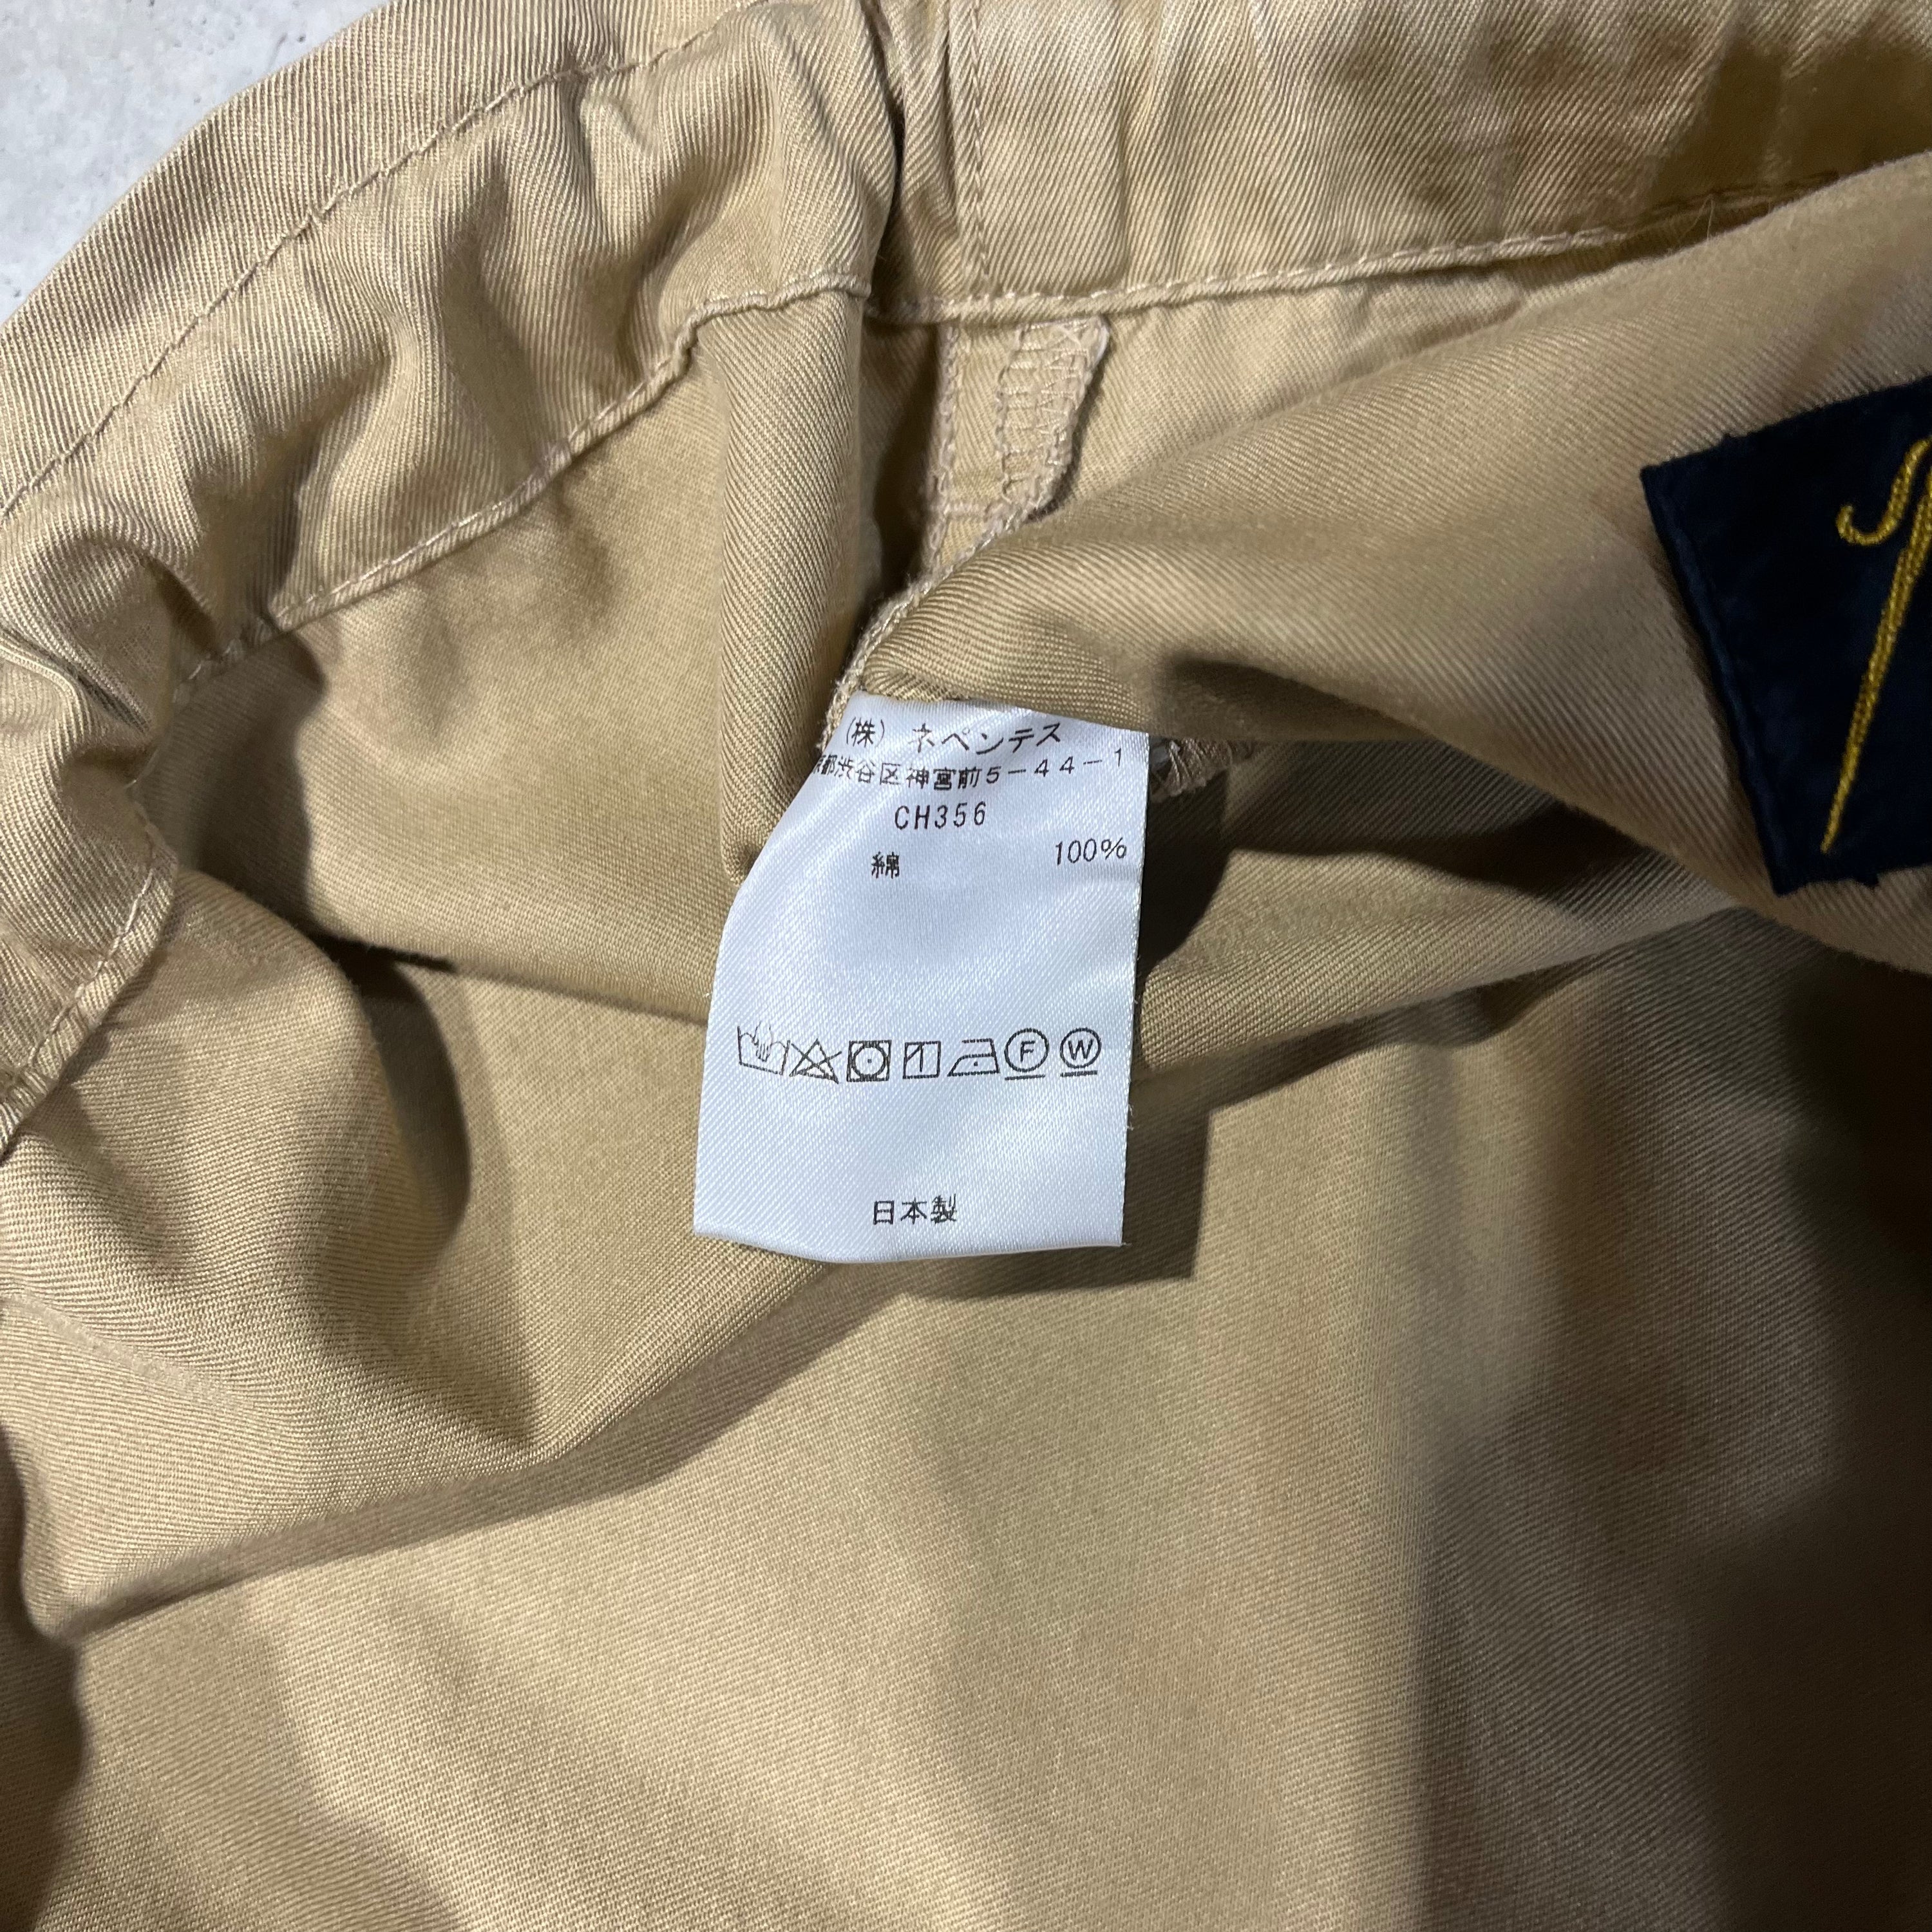 (株) ネペンテス
都渋谷区神宮前5-44-1
CH356
綿 100%
F W
日本製